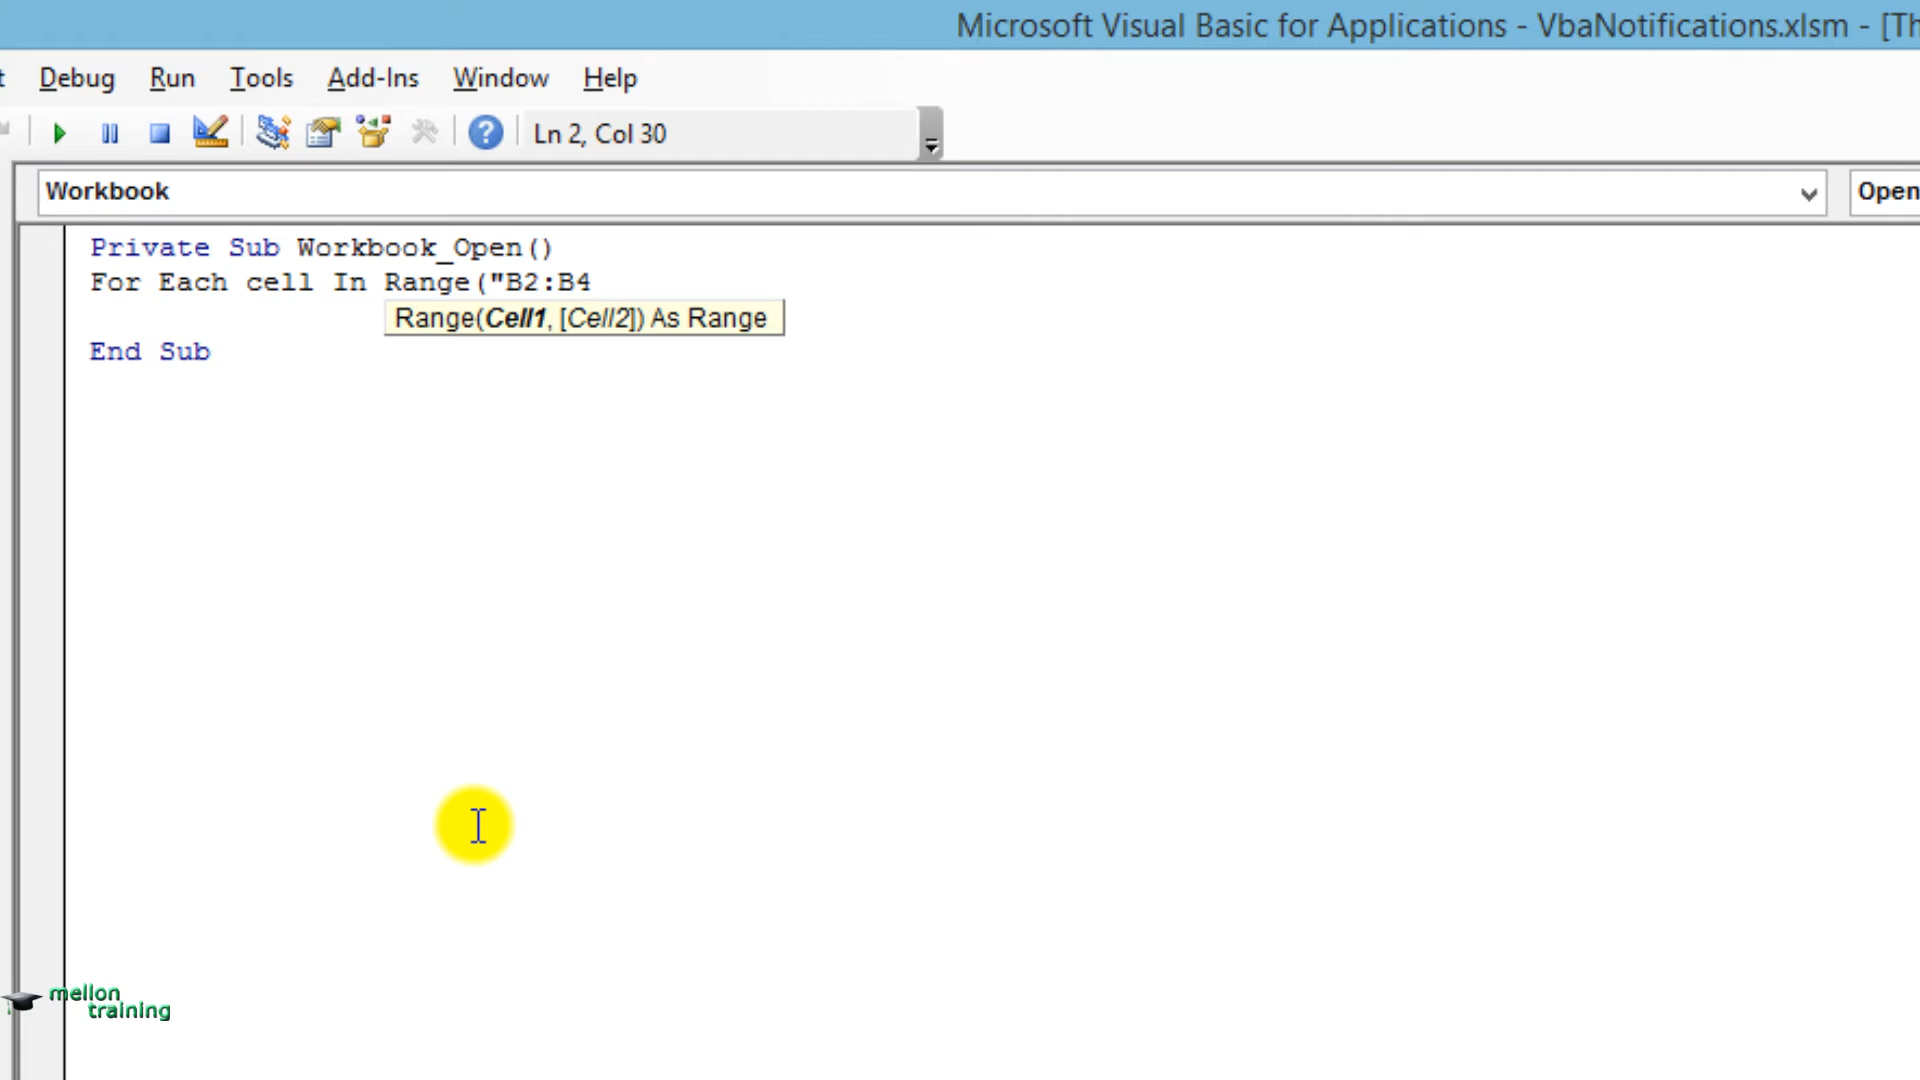 Microsoft Visual Basic for Applications - VbaNotifications.xlsm - [Th
t Debug Run Tools Add-Ins Window Help
Ln 2, Col 30
Workbook
Open
Private Sub Workbook_Open()
For Each cell In Range("B2:B4
Range(Cell1, [Cell2]) As Range
End Sub
mellon
training